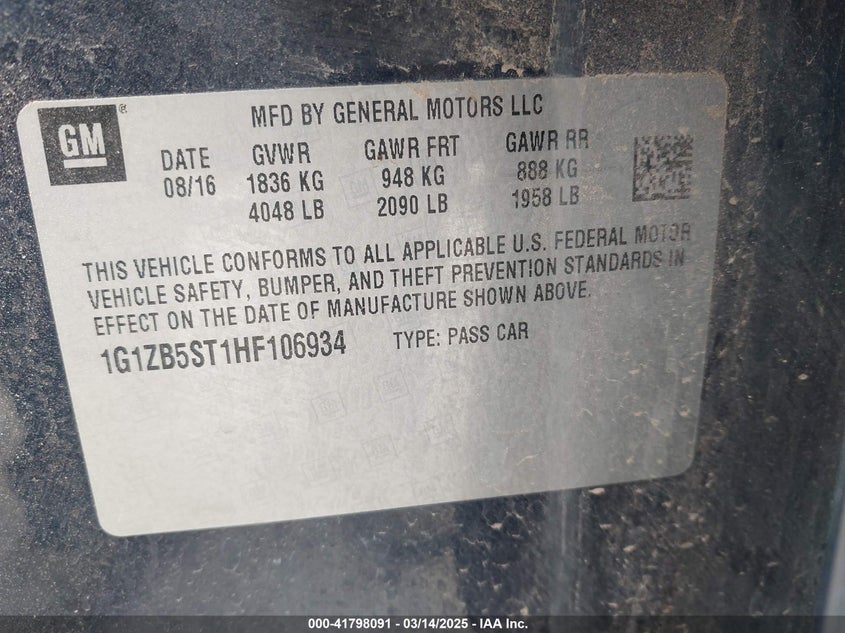 GM
MFD BY GENERAL MOTORS LLC
DATE GVWR GAWR FRT GAWR RR
08/16 1836 KG 948 KG 888 KG
4048 LB 2090 LB 1958 LB
THIS VEHICLE CONFORMS TO ALL APPLICABLE U.S. FEDERAL MOTOR
VEHICLE SAFETY, BUMPER, AND THEFT PREVENTION STANDARDS IN
EFFECT ON THE DATE OF MANUFACTURE SHOWN ABOVE.
1G1ZB5ST1HF106934 TYPE: PASS CAR
000-41798091 - 03/14/2025 - IAA Inc.